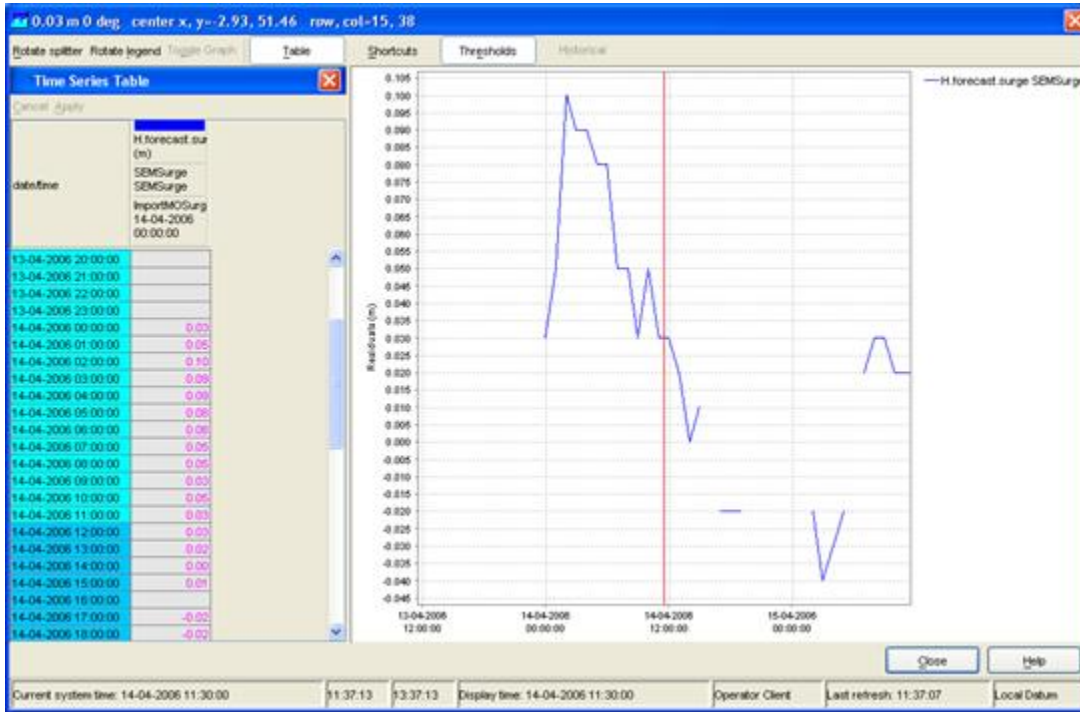 0.03 m 0 deg center x, y=-2.93, 51.46 row, col=15, 38
Rotate splitter Rotate legend Toggle Graph Table Shortcuts Thresholds Historical
Time Series Table
Cancel Apply
date/time
H.forecast.sur
(m)
SEMSurge
SEMSurge
ImportMOSurg
14-04-2006
00:00:00
13-04-2006 20:00:00
13-04-2006 21:00:00
13-04-2006 22:00:00
13-04-2006 23:00:00
14-04-2006 00:00:00 0.03
14-04-2006 01:00:00 0.05
14-04-2006 02:00:00 0.10
14-04-2006 03:00:00 0.09
14-04-2006 04:00:00 0.09
14-04-2006 05:00:00 0.08
14-04-2006 06:00:00 0.08
14-04-2006 07:00:00 0.05
14-04-2006 08:00:00 0.05
14-04-2006 09:00:00 0.03
14-04-2006 10:00:00 0.05
14-04-2006 11:00:00 0.03
14-04-2006 12:00:00 0.03
14-04-2006 13:00:00 0.02
14-04-2006 14:00:00 0.00
14-04-2006 15:00:00 0.01
14-04-2006 16:00:00
14-04-2006 17:00:00 -0.02
14-04-2006 18:00:00 -0.02
Residuals (m)
0.105
0.100
0.095
0.090
0.085
0.080
0.075
0.070
0.065
0.060
0.055
0.050
0.045
0.040
0.035
0.030
0.025
0.020
0.015
0.010
0.005
0.000
-0.005
-0.010
-0.015
-0.020
-0.025
-0.030
-0.035
-0.040
-0.045
13-04-2006 14-04-2006 14-04-2006 15-04-2006
12:00:00 00:00:00 12:00:00 00:00:00
H.forecast.surge SEMSurge
Close Help
Current system time: 14-04-2006 11:30:00 11:37:13 13:37:13 Display time: 14-04-2006 11:30:00 Operator Client Last refresh: 11:37:07 Local Datum